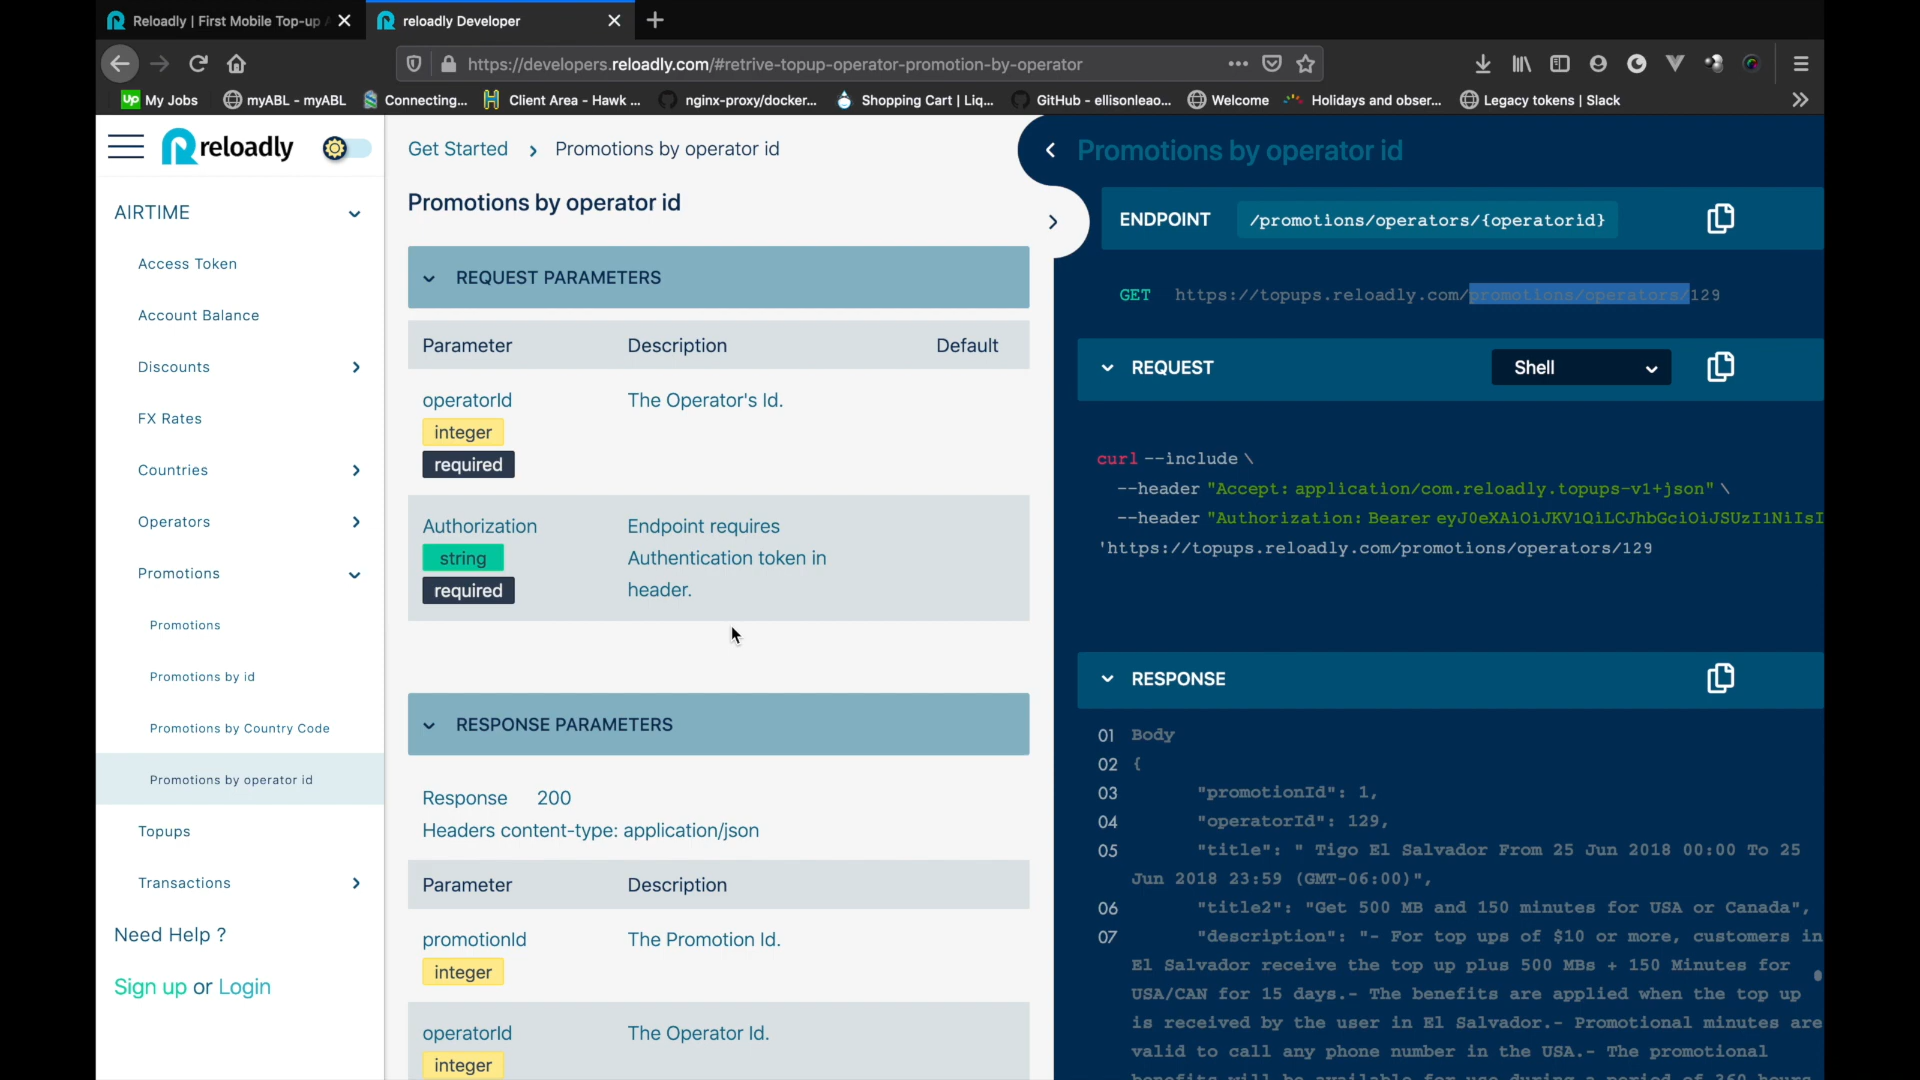 Reloadly | First Mobile Top-up
reloadly Developer
https://developers.reloadly.com/#retrive-topup-operator-promotion-by-operator
My Jobs
myABL - myABL
Connecting...
Client Area - Hawk ...
nginx-proxy/docker...
Shopping Cart | Liq...
GitHub - ellisonleao...
Welcome
Holidays and obser...
Legacy tokens | Slack
reloadly
AIRTIME
Access Token
Account Balance
Discounts
FX Rates
Countries
Operators
Promotions
Promotions
Promotions by id
Promotions by Country Code
Promotions by operator id
Topups
Transactions
Need Help ?
Sign up or Login
Get Started > Promotions by operator id
Promotions by operator id
REQUEST PARAMETERS
Parameter Description Default
operatorId The Operator's Id.
integer
required
Authorization Endpoint requires
string Authentication token in
required header.
RESPONSE PARAMETERS
Response 200
Headers content-type: application/json
Parameter Description
promotionId The Promotion Id.
integer
operatorId The Operator Id.
integer
Promotions by operator id
ENDPOINT /promotions/operators/{operatorid}
GET https://topups.reloadly.com/promotions/operators/129
REQUEST Shell
curl --include \
--header "Accept: application/com.reloadly.topups-v1+json" \
--header "Authorization: Bearer eyJ0eXAiOiJKV1QiLCJhbGciOiJSUzI1NiIsI
'https://topups.reloadly.com/promotions/operators/129
RESPONSE
01 Body
02 {
03 "promotionId": 1,
04 "operatorId": 129,
05 "title": " Tigo El Salvador From 25 Jun 2018 00:00 To 25
Jun 2018 23:59 (GMT-06:00)",
06 "title2": "Get 500 MB and 150 minutes for USA or Canada",
07 "description": "- For top ups of $10 or more, customers in
El Salvador receive the top up plus 500 MBs + 150 Minutes for
USA/CAN for 15 days.- The benefits are applied when the top up
is received by the user in El Salvador.- Promotional minutes are
valid to call any phone number in the USA.- The promotional
benefits will be available for use during a period of 360 hours